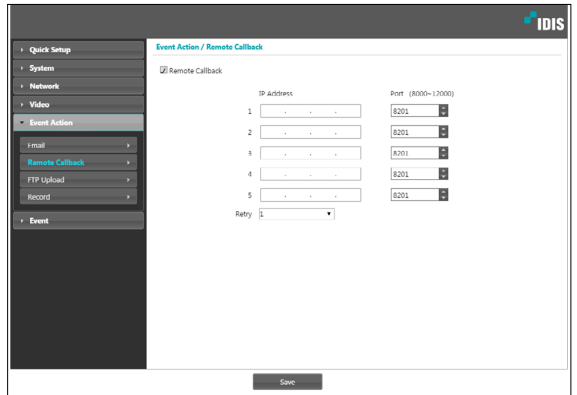 IDIS
Quick Setup
System
Network
Video
Event Action
Email
Remote Callback
FTP Upload
Record
Event
Event Action / Remote Callback
Remote Callback
IP Address Port (8000~12000)
1 . . . 8201
2 . . . 8201
3 . . . 8201
4 . . . 8201
5 . . . 8201
Retry 1
Save